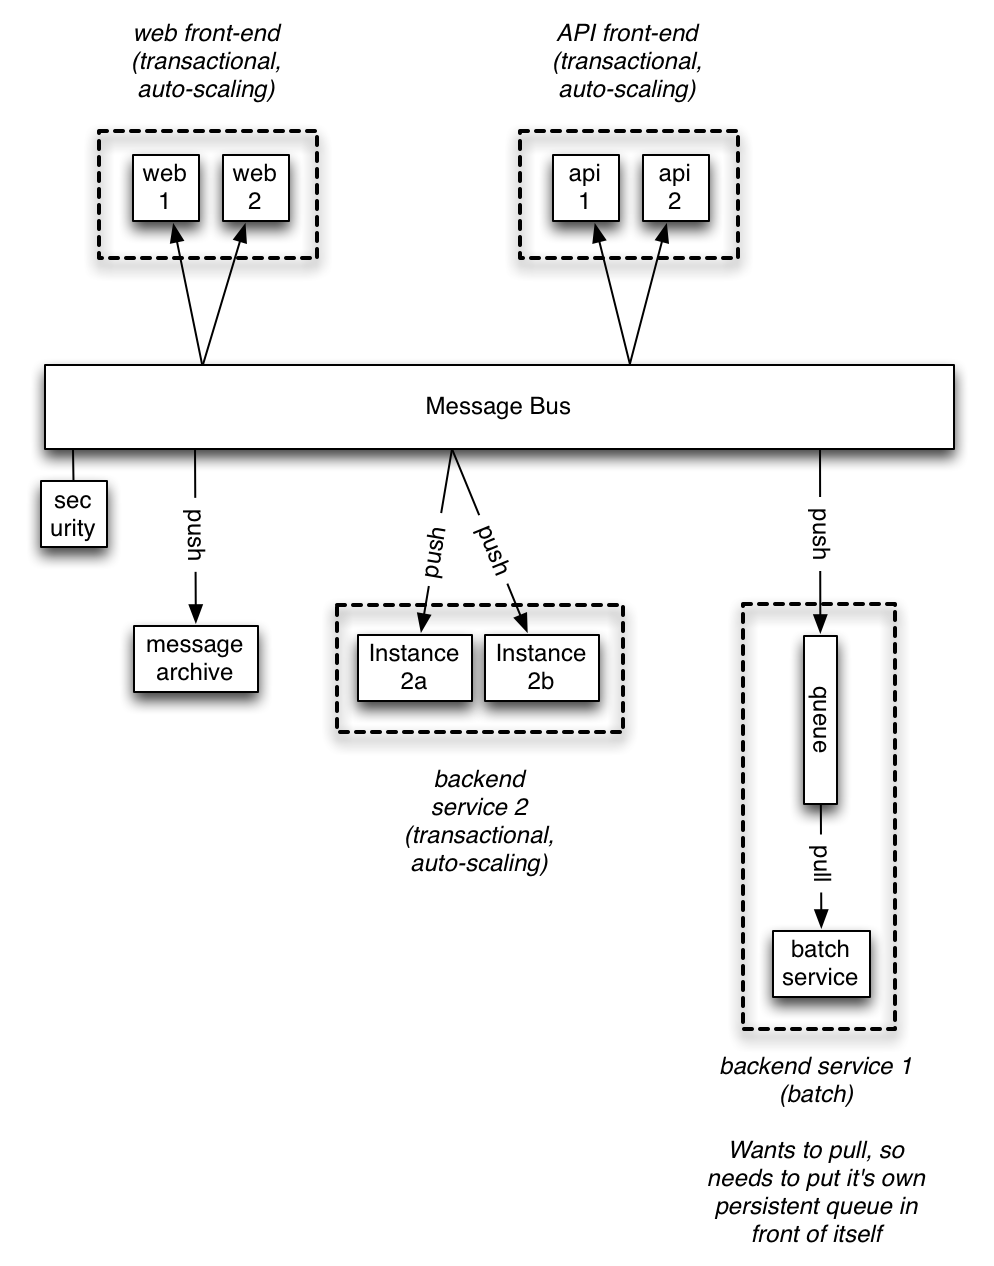 web front-end
(transactional,
auto-scaling)
API front-end
(transactional,
auto-scaling)
web
1
web
2
api
1
api
2
Message Bus
sec
urity
push
push
push
push
message
archive
Instance
2a
Instance
2b
queue
pull
batch
service
backend
service 2
(transactional,
auto-scaling)
backend service 1
(batch)
Wants to pull, so
needs to put it's own
persistent queue in
front of itself